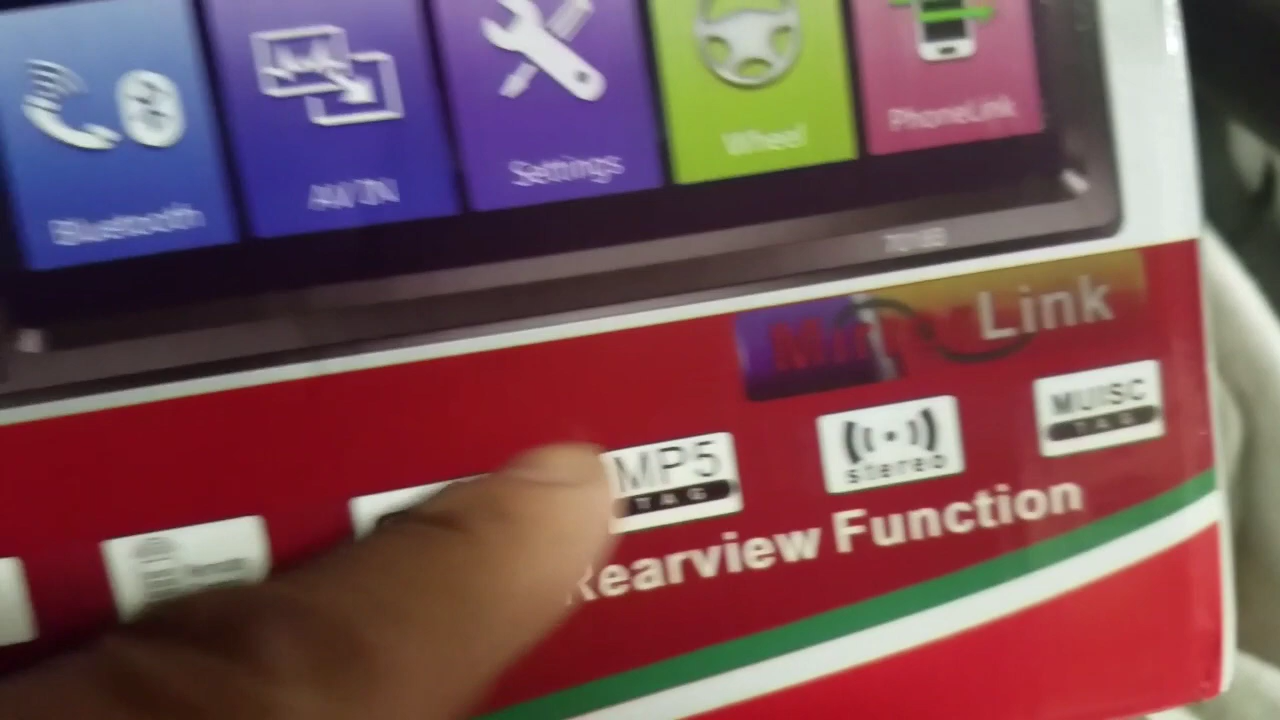 Bluetooth
AV IN
Settings
Wheel
PhoneLink
Link
MP5
TAG
stereo
MUISC
TAG
Rearview Function